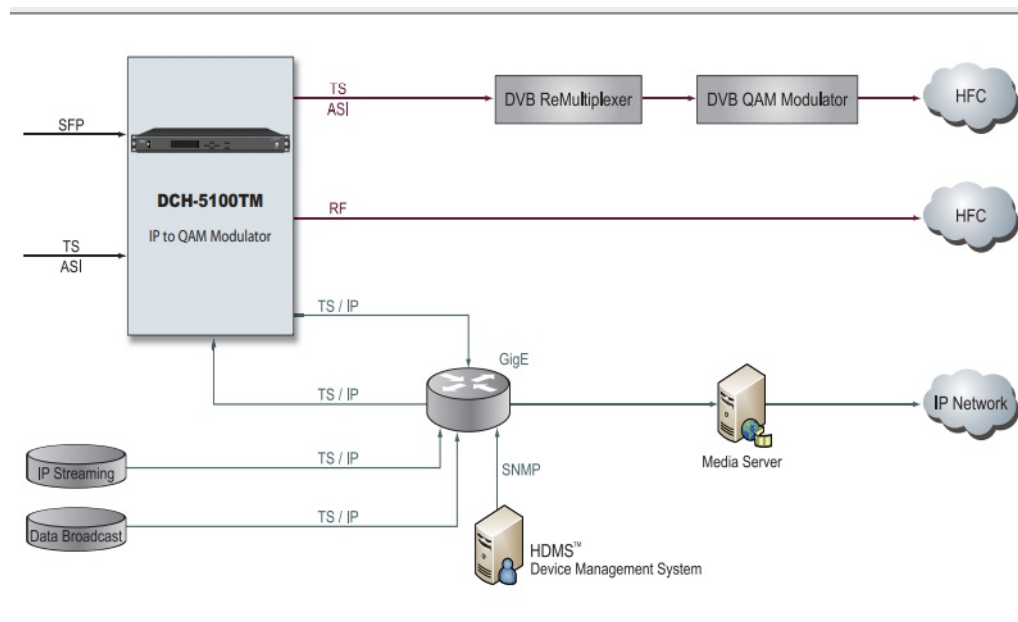 TS
ASI
DVB ReMultiplexer
DVB QAM Modulator
HFC
SFP
DCH-5100TM
IP to QAM Modulator
RF
HFC
TS
ASI
TS / IP
GigE
TS / IP
IP Network
Media Server
TS / IP
IP Streaming
SNMP
TS / IP
Data Broadcast
HDMS™
Device Management System